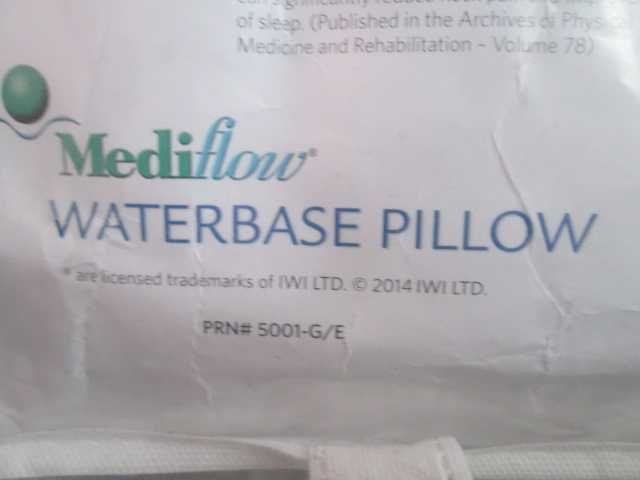 of sleep. (Published in the Archives of
Medicine and Rehabilitation - Volume 78)
Mediflow®
WATERBASE PILLOW
® are licensed trademarks of IWI LTD. © 2014 IWI LTD.
PRN# 5001-G/E